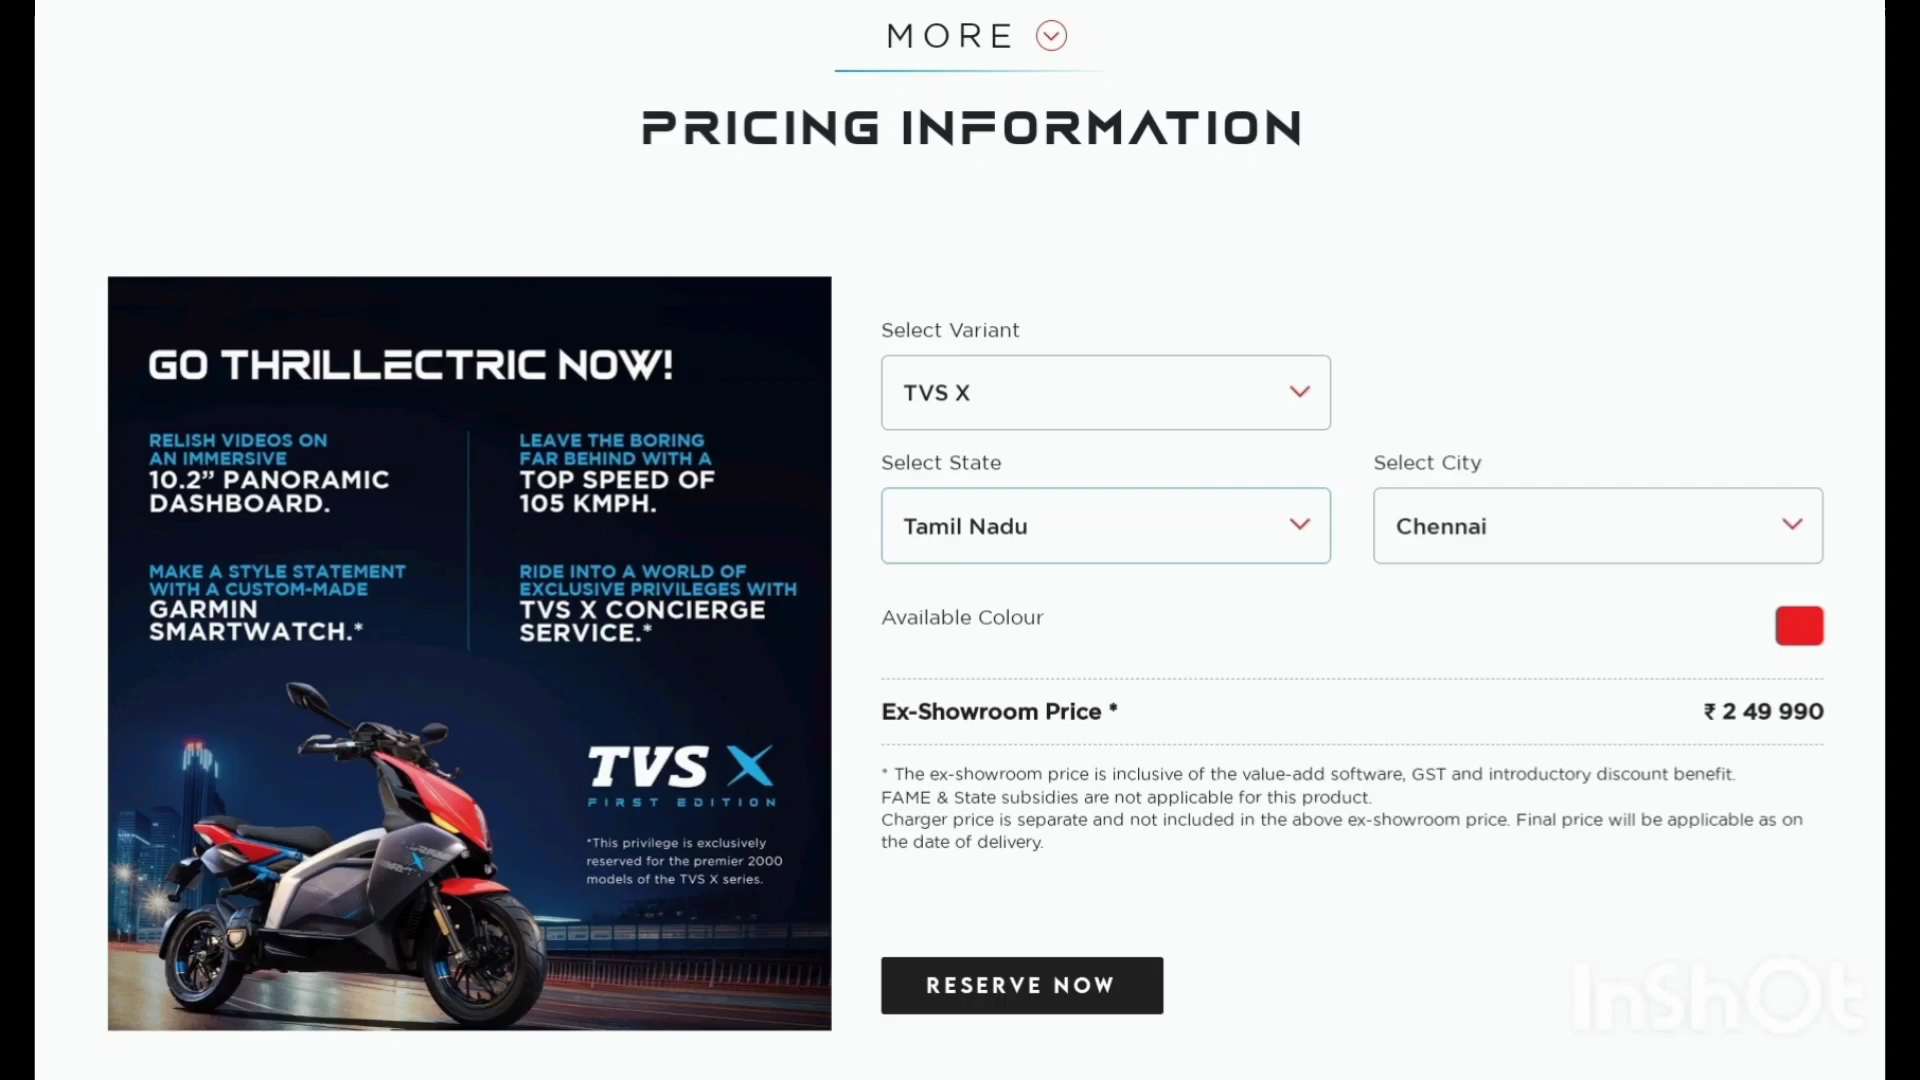 MORE
PRICING INFORMATION
GO THRILLECTRIC NOW!
RELISH VIDEOS ON
AN IMMERSIVE
10.2” PANORAMIC
DASHBOARD.
LEAVE THE BORING
FAR BEHIND WITH A
TOP SPEED OF
105 KMPH.
MAKE A STYLE STATEMENT
WITH A CUSTOM-MADE
GARMIN
SMARTWATCH.*
RIDE INTO A WORLD OF
EXCLUSIVE PRIVILEGES WITH
TVS X CONCIERGE
SERVICE.*
TVS X
FIRST EDITION
*This privilege is exclusively
reserved for the premier 2000
models of the TVS X series.
Select Variant
TVS X
Select State
Select City
Tamil Nadu
Chennai
Available Colour
Ex-Showroom Price *
₹ 2 49 990
* The ex-showroom price is inclusive of the value-add software, GST and introductory discount benefit.
FAME & State subsidies are not applicable for this product.
Charger price is separate and not included in the above ex-showroom price. Final price will be applicable as on
the date of delivery.
RESERVE NOW
InShOt